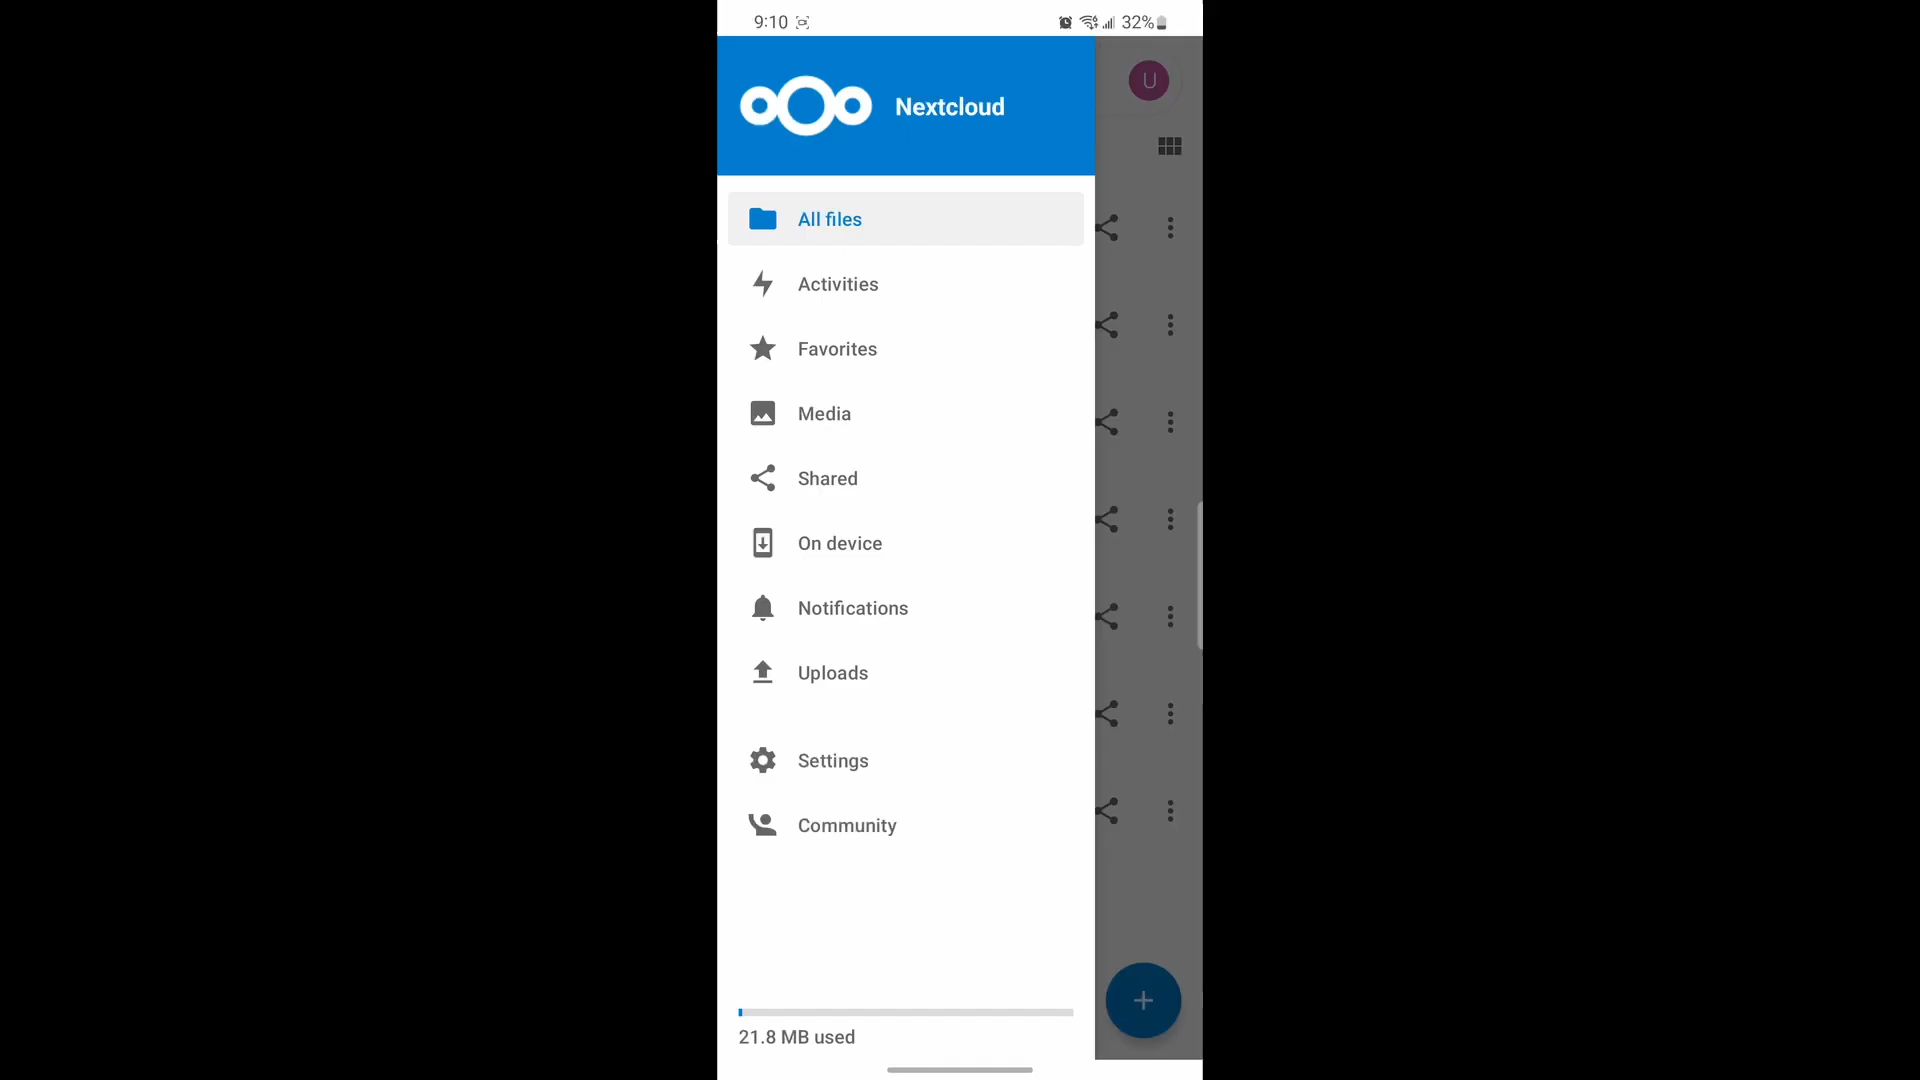 9:10
32%
Nextcloud
U
All files
Activities
Favorites
Media
Shared
On device
Notifications
Uploads
Settings
Community
21.8 MB used